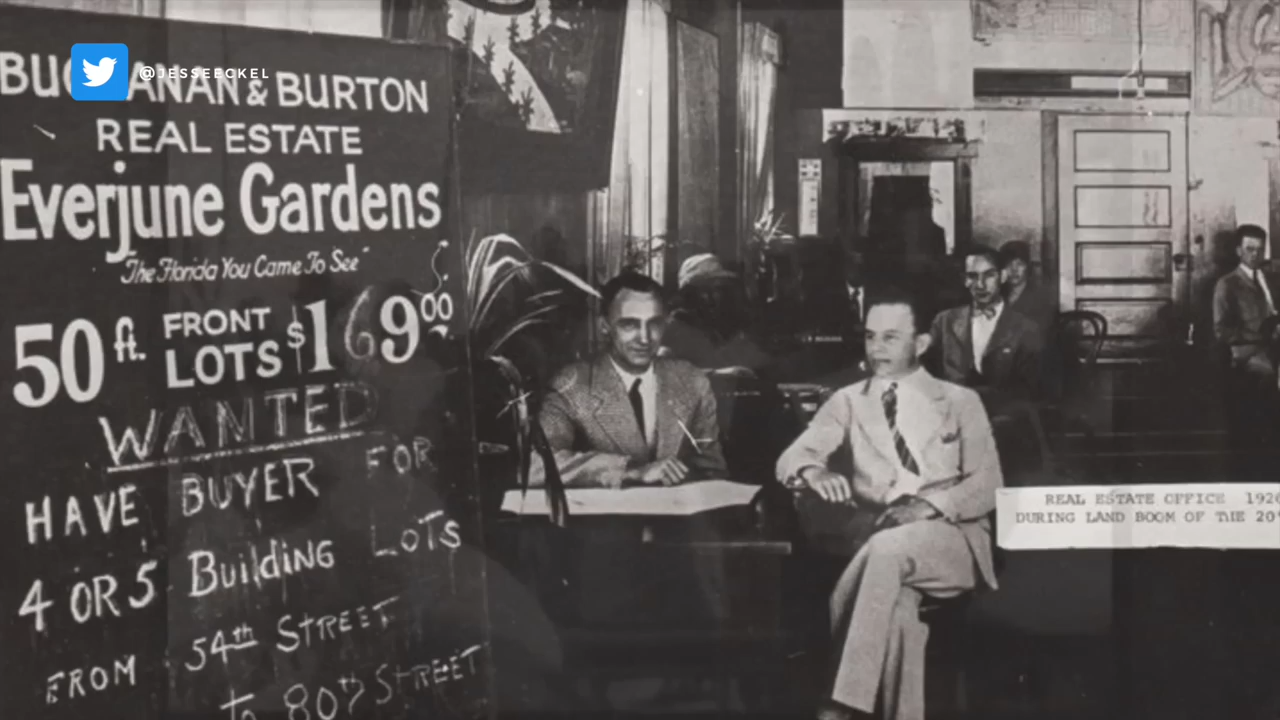 @JESSEECKEL
BUCHANAN & BURTON
REAL ESTATE
Everjune Gardens
"The Florida You Came To See"
50 ft. FRONT LOTS $169.00
WANTED
HAVE BUYER FOR
4 OR 5 Building LOTS
FROM 54th STREET
to 80th STREET
REAL ESTATE OFFICE 192
DURING LAND BOOM OF THE 20'